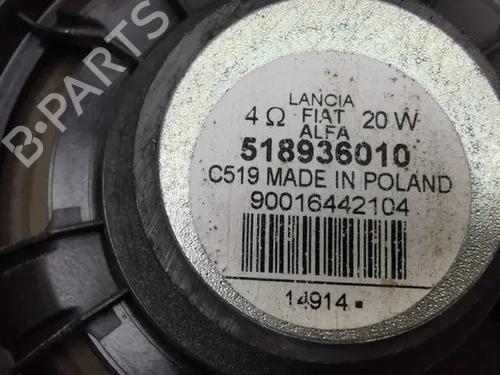 B-PARTS
LANCIA
4 Ω FIAT 20 W
ALFA
518936010
C519 MADE IN POLAND
90016442104
14914